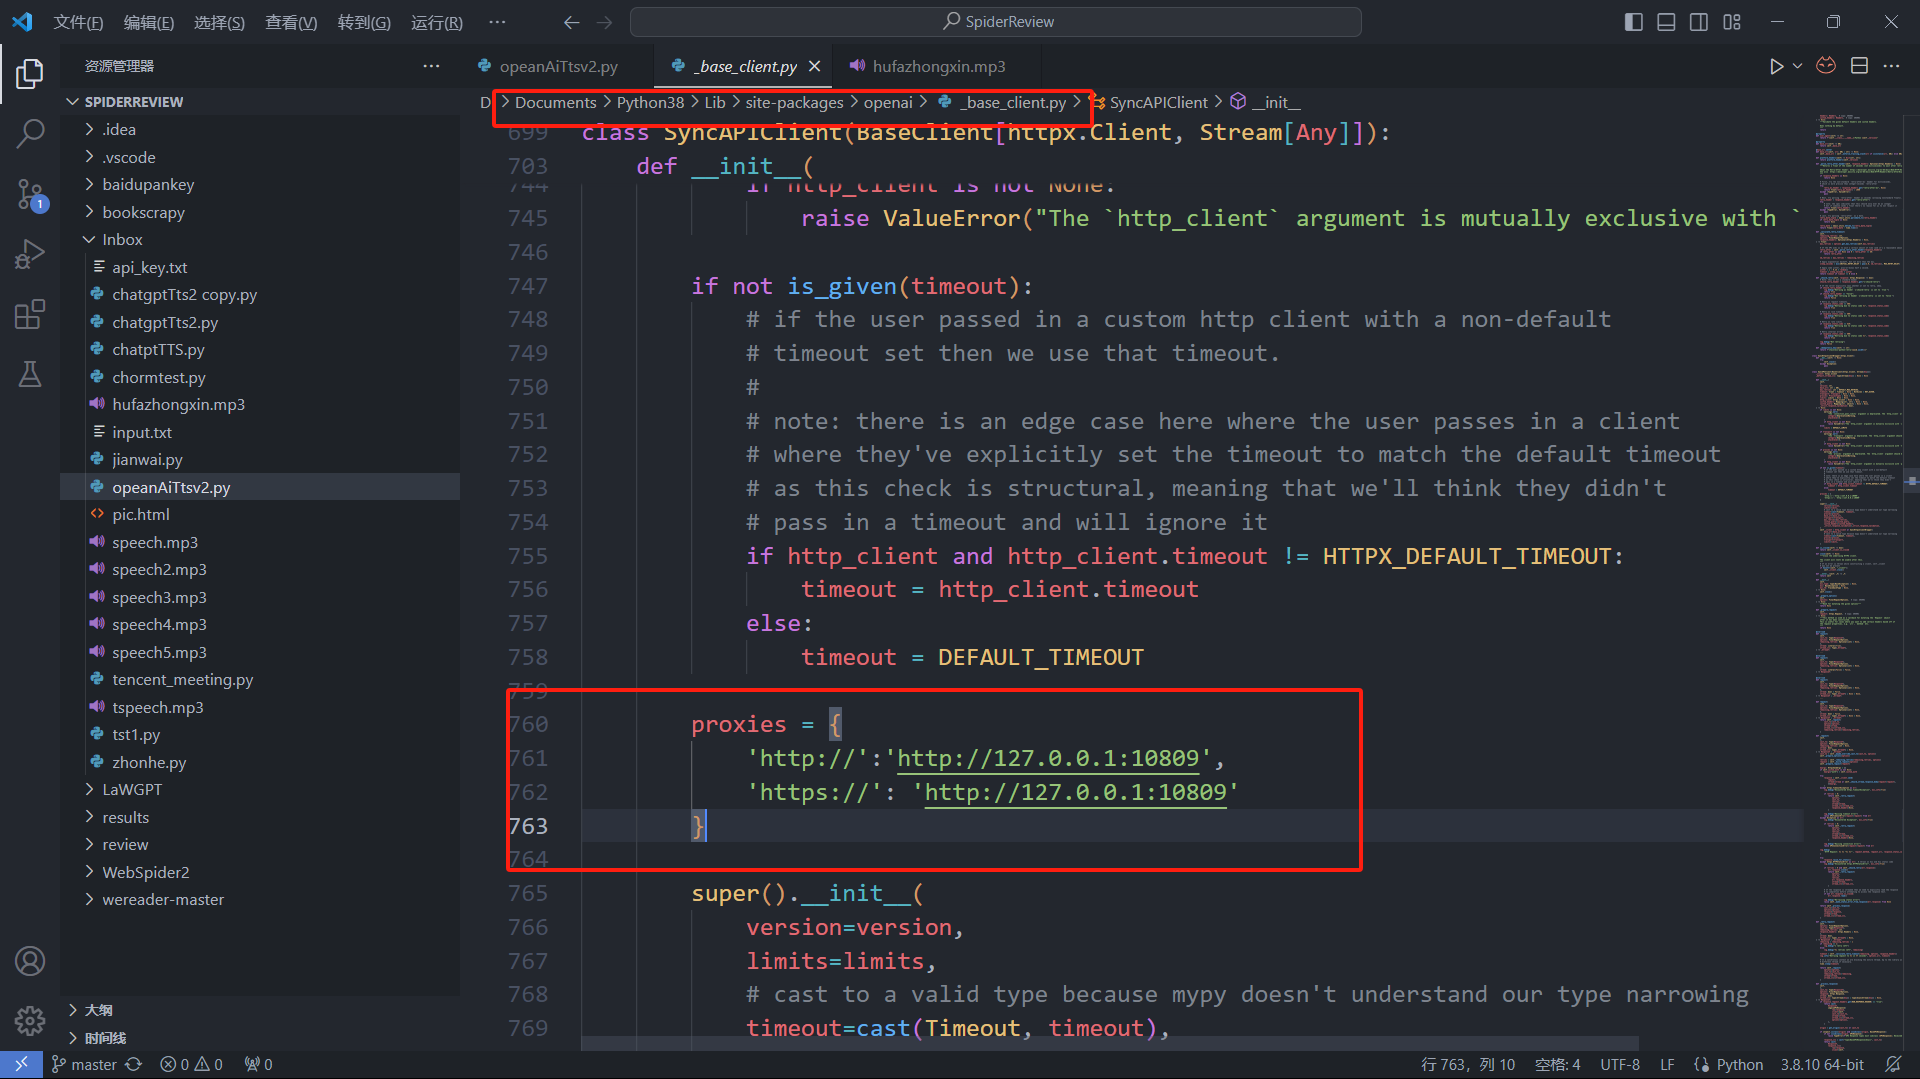 文件(F) 编辑(E) 选择(S) 查看(V) 转到(G) 运行(R) ··· SpiderReview
资源管理器 ···
opeanAiTtsv2.py _base_client.py hufazhongxin.mp3 ···
D > Documents > Python38 > Lib > site-packages > openai > _base_client.py > SyncAPIClient > __init__
SPIDERREVIEW
.idea
.vscode
baidupankey
bookscrapy
Inbox
api_key.txt
chatgptTts2 copy.py
chatgptTts2.py
chatptTTS.py
chormtest.py
hufazhongxin.mp3
input.txt
jianwai.py
opeanAiTtsv2.py
pic.html
speech.mp3
speech2.mp3
speech3.mp3
speech4.mp3
speech5.mp3
tencent_meeting.py
tspeech.mp3
tst1.py
zhonhe.py
LaWGPT
results
review
WebSpider2
wereader-master
大纲
时间线
1
699 class SyncAPIClient(BaseClient[httpx.Client, Stream[Any]]):
703 def __init__(
744 if http_client is not None:
745 raise ValueError("The `http_client` argument is mutually exclusive with `
746
747 if not is_given(timeout):
748 # if the user passed in a custom http client with a non-default
749 # timeout set then we use that timeout.
750 #
751 # note: there is an edge case here where the user passes in a client
752 # where they've explicitly set the timeout to match the default timeout
753 # as this check is structural, meaning that we'll think they didn't
754 # pass in a timeout and will ignore it
755 if http_client and http_client.timeout != HTTPX_DEFAULT_TIMEOUT:
756 timeout = http_client.timeout
757 else:
758 timeout = DEFAULT_TIMEOUT
759
760 proxies = {
761 'http://':'http://127.0.0.1:10809',
762 'https://': 'http://127.0.0.1:10809'
763 }
764
765 super().__init__(
766 version=version,
767 limits=limits,
768 # cast to a valid type because mypy doesn't understand our type narrowing
769 timeout=cast(Timeout, timeout),
master 0 0 0 行 763，列 10 空格: 4 UTF-8 LF Python 3.8.10 64-bit